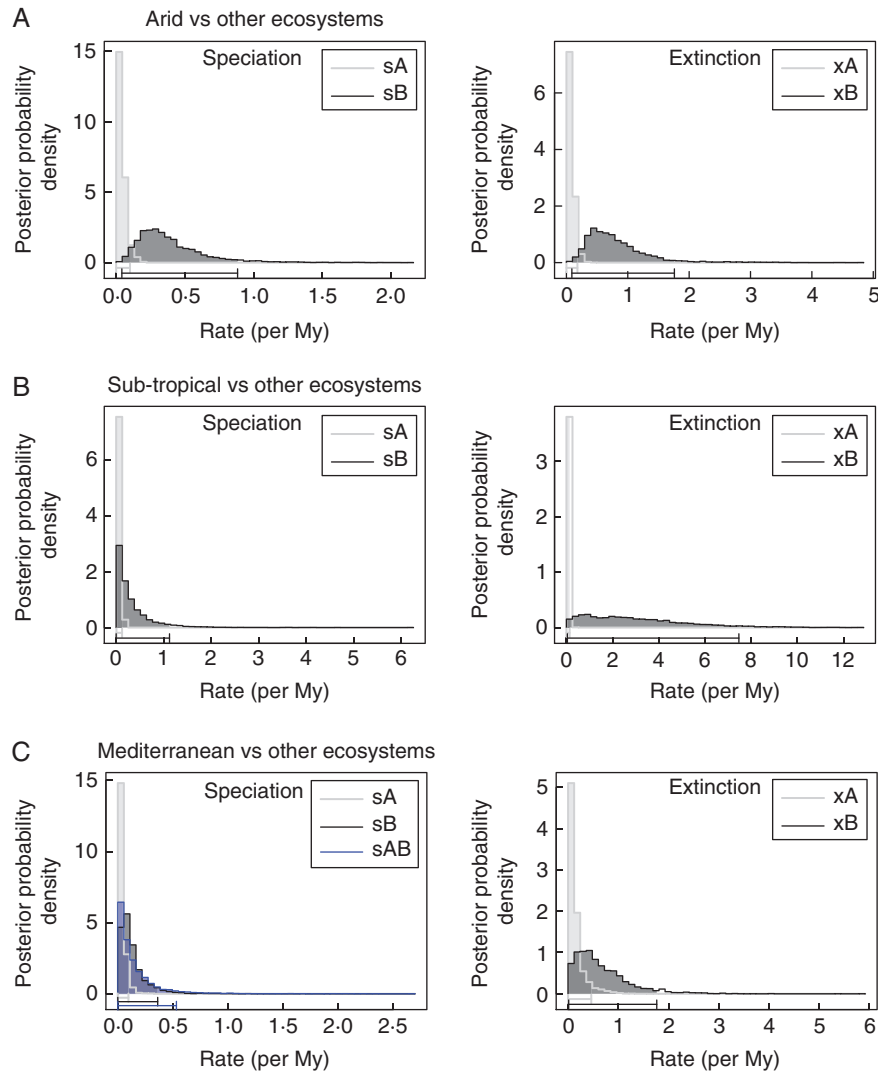 A
Arid vs other ecosystems
Posterior probability
density
15
10
5
0
Speciation
sA
sB
0·0
0·5
1·0
1·5
2·0
Rate (per My)
Posterior probability
density
6
4
2
0
Extinction
xA
xB
0
1
2
3
4
5
Rate (per My)
B
Sub-tropical vs other ecosystems
Posterior probability
density
6
4
2
0
Speciation
sA
sB
0
1
2
3
4
5
6
Rate (per My)
Posterior probability
density
3
2
1
0
Extinction
xA
xB
0
2
4
6
8
10
12
Rate (per My)
C
Mediterranean vs other ecosystems
Posterior probability
density
15
10
5
0
Speciation
sA
sB
sAB
0·0
0·5
1·0
1·5
2·0
2·5
Rate (per My)
Posterior probability
density
5
4
3
2
1
0
Extinction
xA
xB
0
1
2
3
4
5
6
Rate (per My)